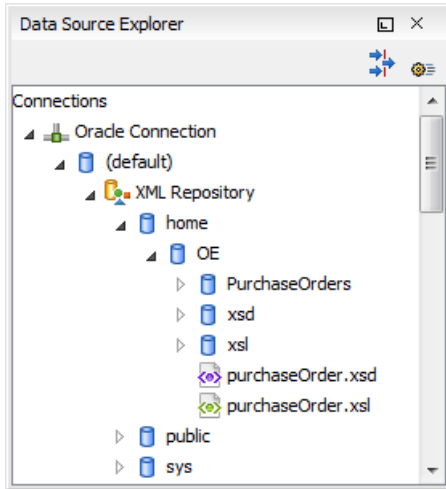 Data Source Explorer
Connections
Oracle Connection
(default)
XML Repository
home
OE
PurchaseOrders
xsd
xsl
purchaseOrder.xsd
purchaseOrder.xsl
public
sys